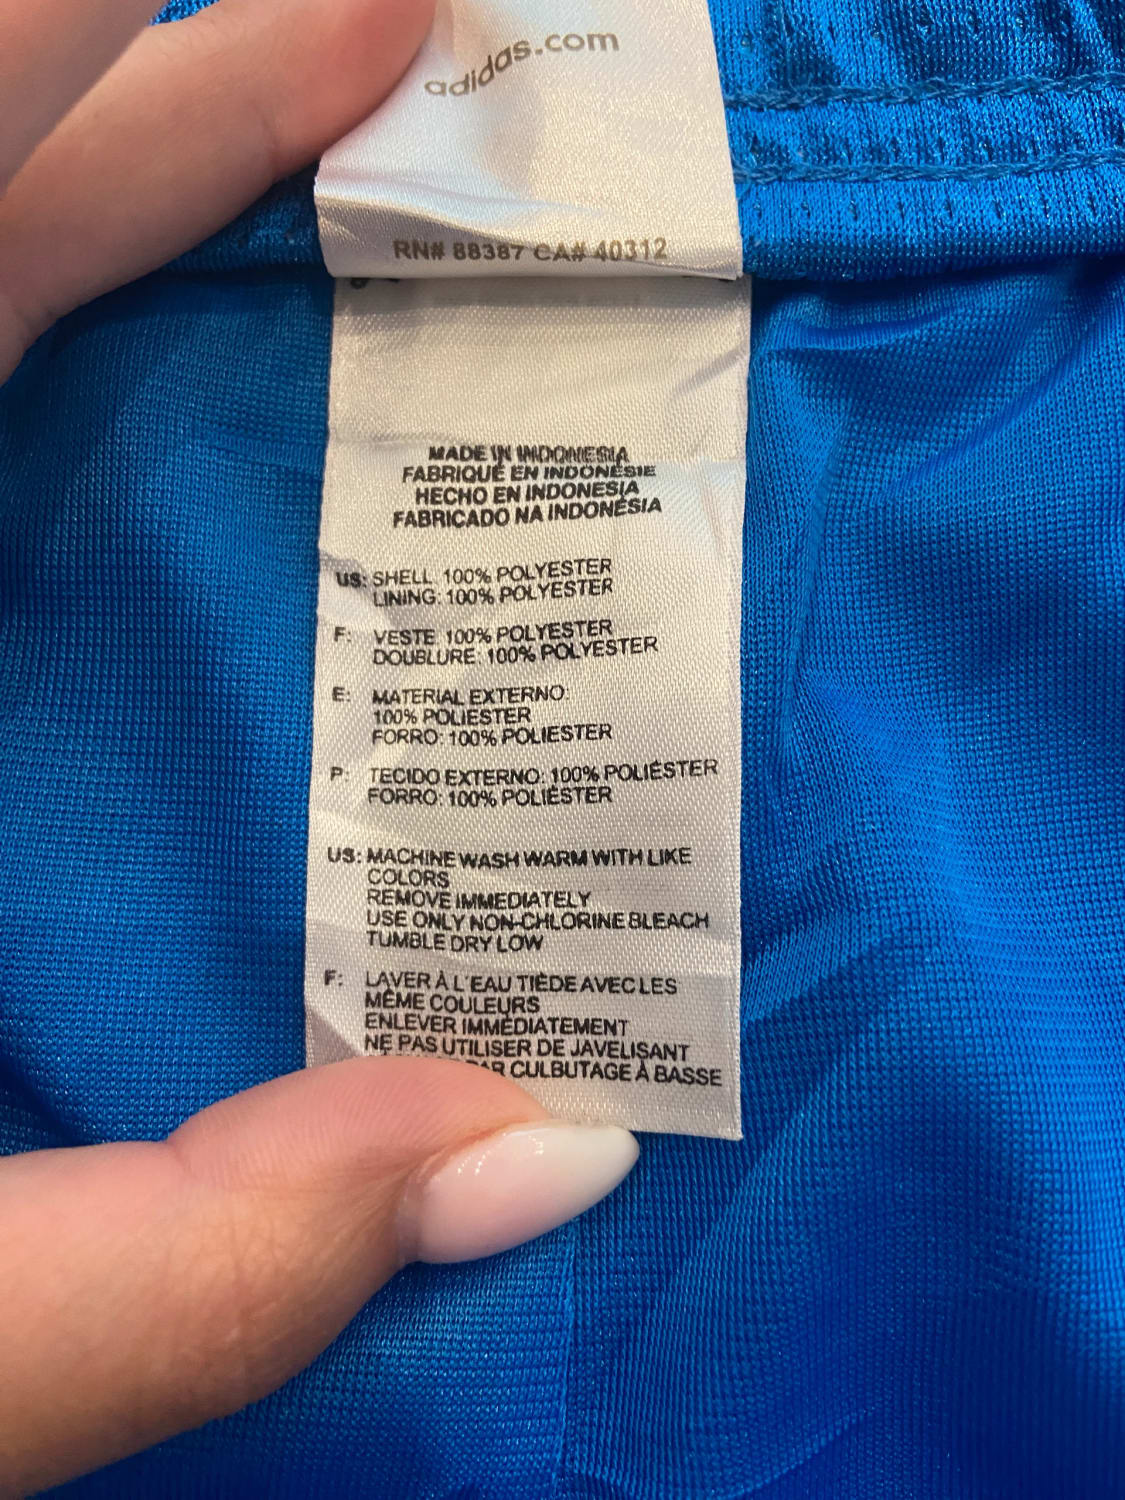 adidas.com
RN# 88387 CA# 40312
MADE IN INDONESIA
FABRIQUÉ EN INDONÉSIE
HECHO EN INDONESIA
FABRICADO NA INDONÉSIA
US: SHELL: 100% POLYESTER
LINING: 100% POLYESTER
F: VESTE: 100% POLYESTER
DOUBLURE: 100% POLYESTER
E: MATERIAL EXTERNO:
100% POLIESTER
FORRO: 100% POLIESTER
P: TECIDO EXTERNO: 100% POLIÉSTER
FORRO: 100% POLIÉSTER
US: MACHINE WASH WARM WITH LIKE
COLORS
REMOVE IMMEDIATELY
USE ONLY NON-CHLORINE BLEACH
TUMBLE DRY LOW
F: LAVER À L'EAU TIÈDE AVEC LES
MÊME COULEURS
ENLEVER IMMÉDIATEMENT
NE PAS UTILISER DE JAVELISANT
PAR CULBUTAGE À BASSE